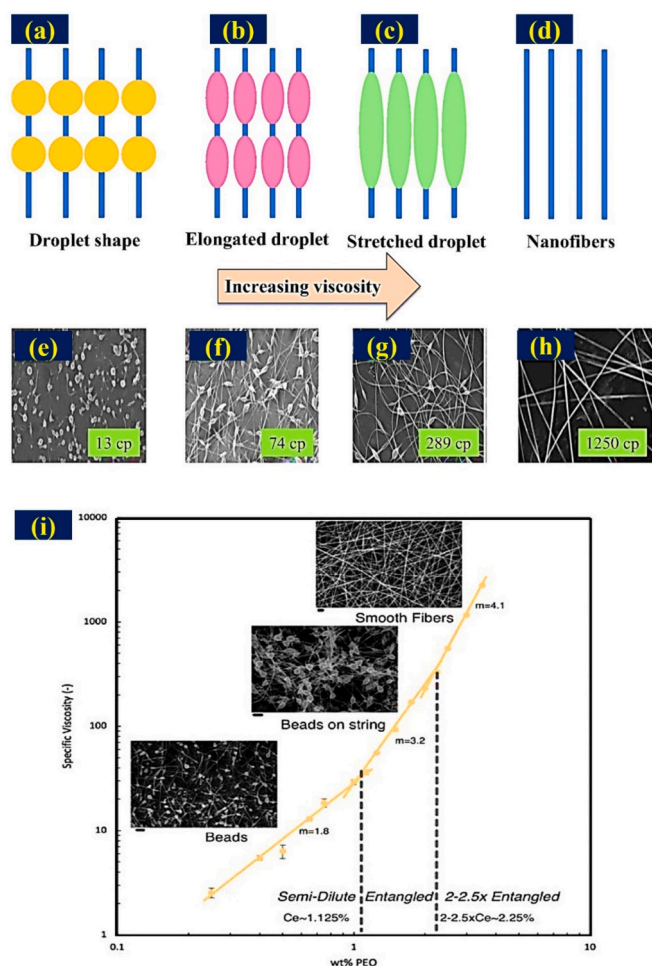 (a)
(b)
(c)
(d)
Droplet shape
Elongated droplet
Stretched droplet
Nanofibers
Increasing viscosity
(e)
(f)
(g)
(h)
13 cp
74 cp
289 cp
1250 cp
(i)
10000
1000
100
10
1
Specific Viscosity (-)
Smooth Fibers
m=4.1
Beads on string
m=3.2
Beads
m=1.8
Semi-Dilute
Entangled
2-2.5x Entangled
Ce~1.125%
2-2.5xCe~2.25%
0.1
1
10
wt% PEO